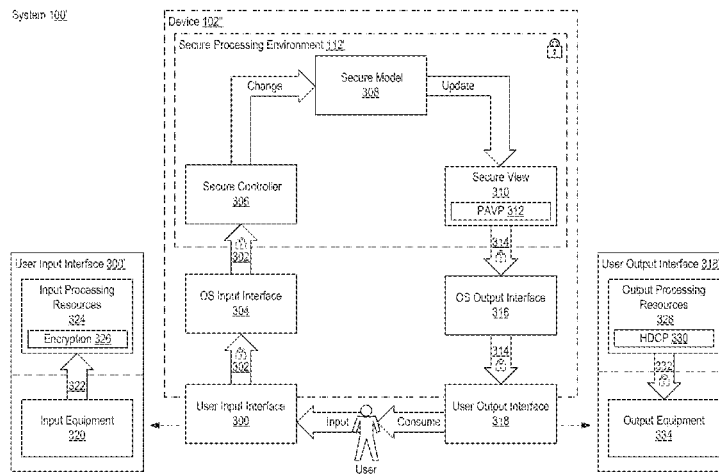 System 100'
Device 102'
Secure Processing Environment 112'
Secure Model
308
Change
Update
Secure Controller
306
Secure View
310
PAVP 312
302
314
User Input Interface 300'
Input Processing
Resources
324
Encryption 326
322
Input Equipment
320
OS Input Interface
304
OS Output Interface
316
302
314
User Input Interface
300
Input
Consume
User
User Output Interface
318
User Output Interface 318'
Output Processing
Resources
328
HDCP 330
332
Output Equipment
334